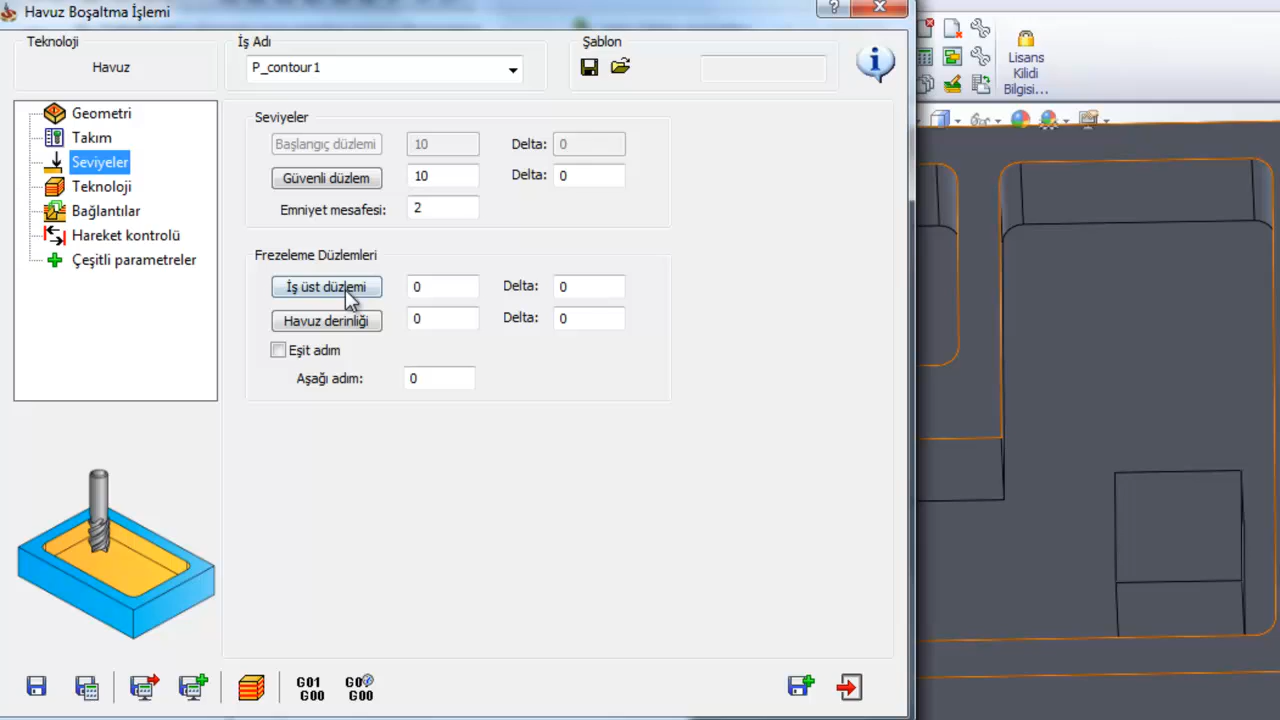 Havuz Boşaltma İşlemi
?
Teknoloji
Havuz
İş Adı
P_contour1
Şablon
Lisans
Kilidi
Bilgisi...
Geometri
Takım
Seviyeler
Teknoloji
Bağlantılar
Hareket kontrolü
Çeşitli parametreler
Seviyeler
Başlangıç düzlemi 10 Delta: 0
Güvenli düzlem 10 Delta: 0
Emniyet mesafesi: 2
Frezeleme Düzlemleri
İş üst düzlemi 0 Delta: 0
Havuz derinliği 0 Delta: 0
Eşit adım
Aşağı adım: 0
G01
G00
G0
G00